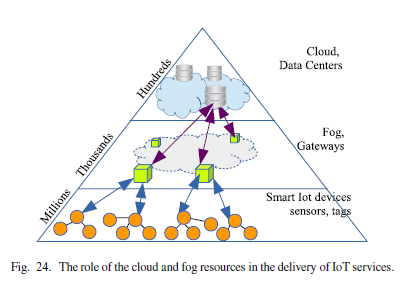 Hundreds
Cloud,
Data Centers
Thousands
Fog,
Gateways
Millions
Smart Iot devices
sensors, tags
Fig. 24. The role of the cloud and fog resources in the delivery of IoT services.